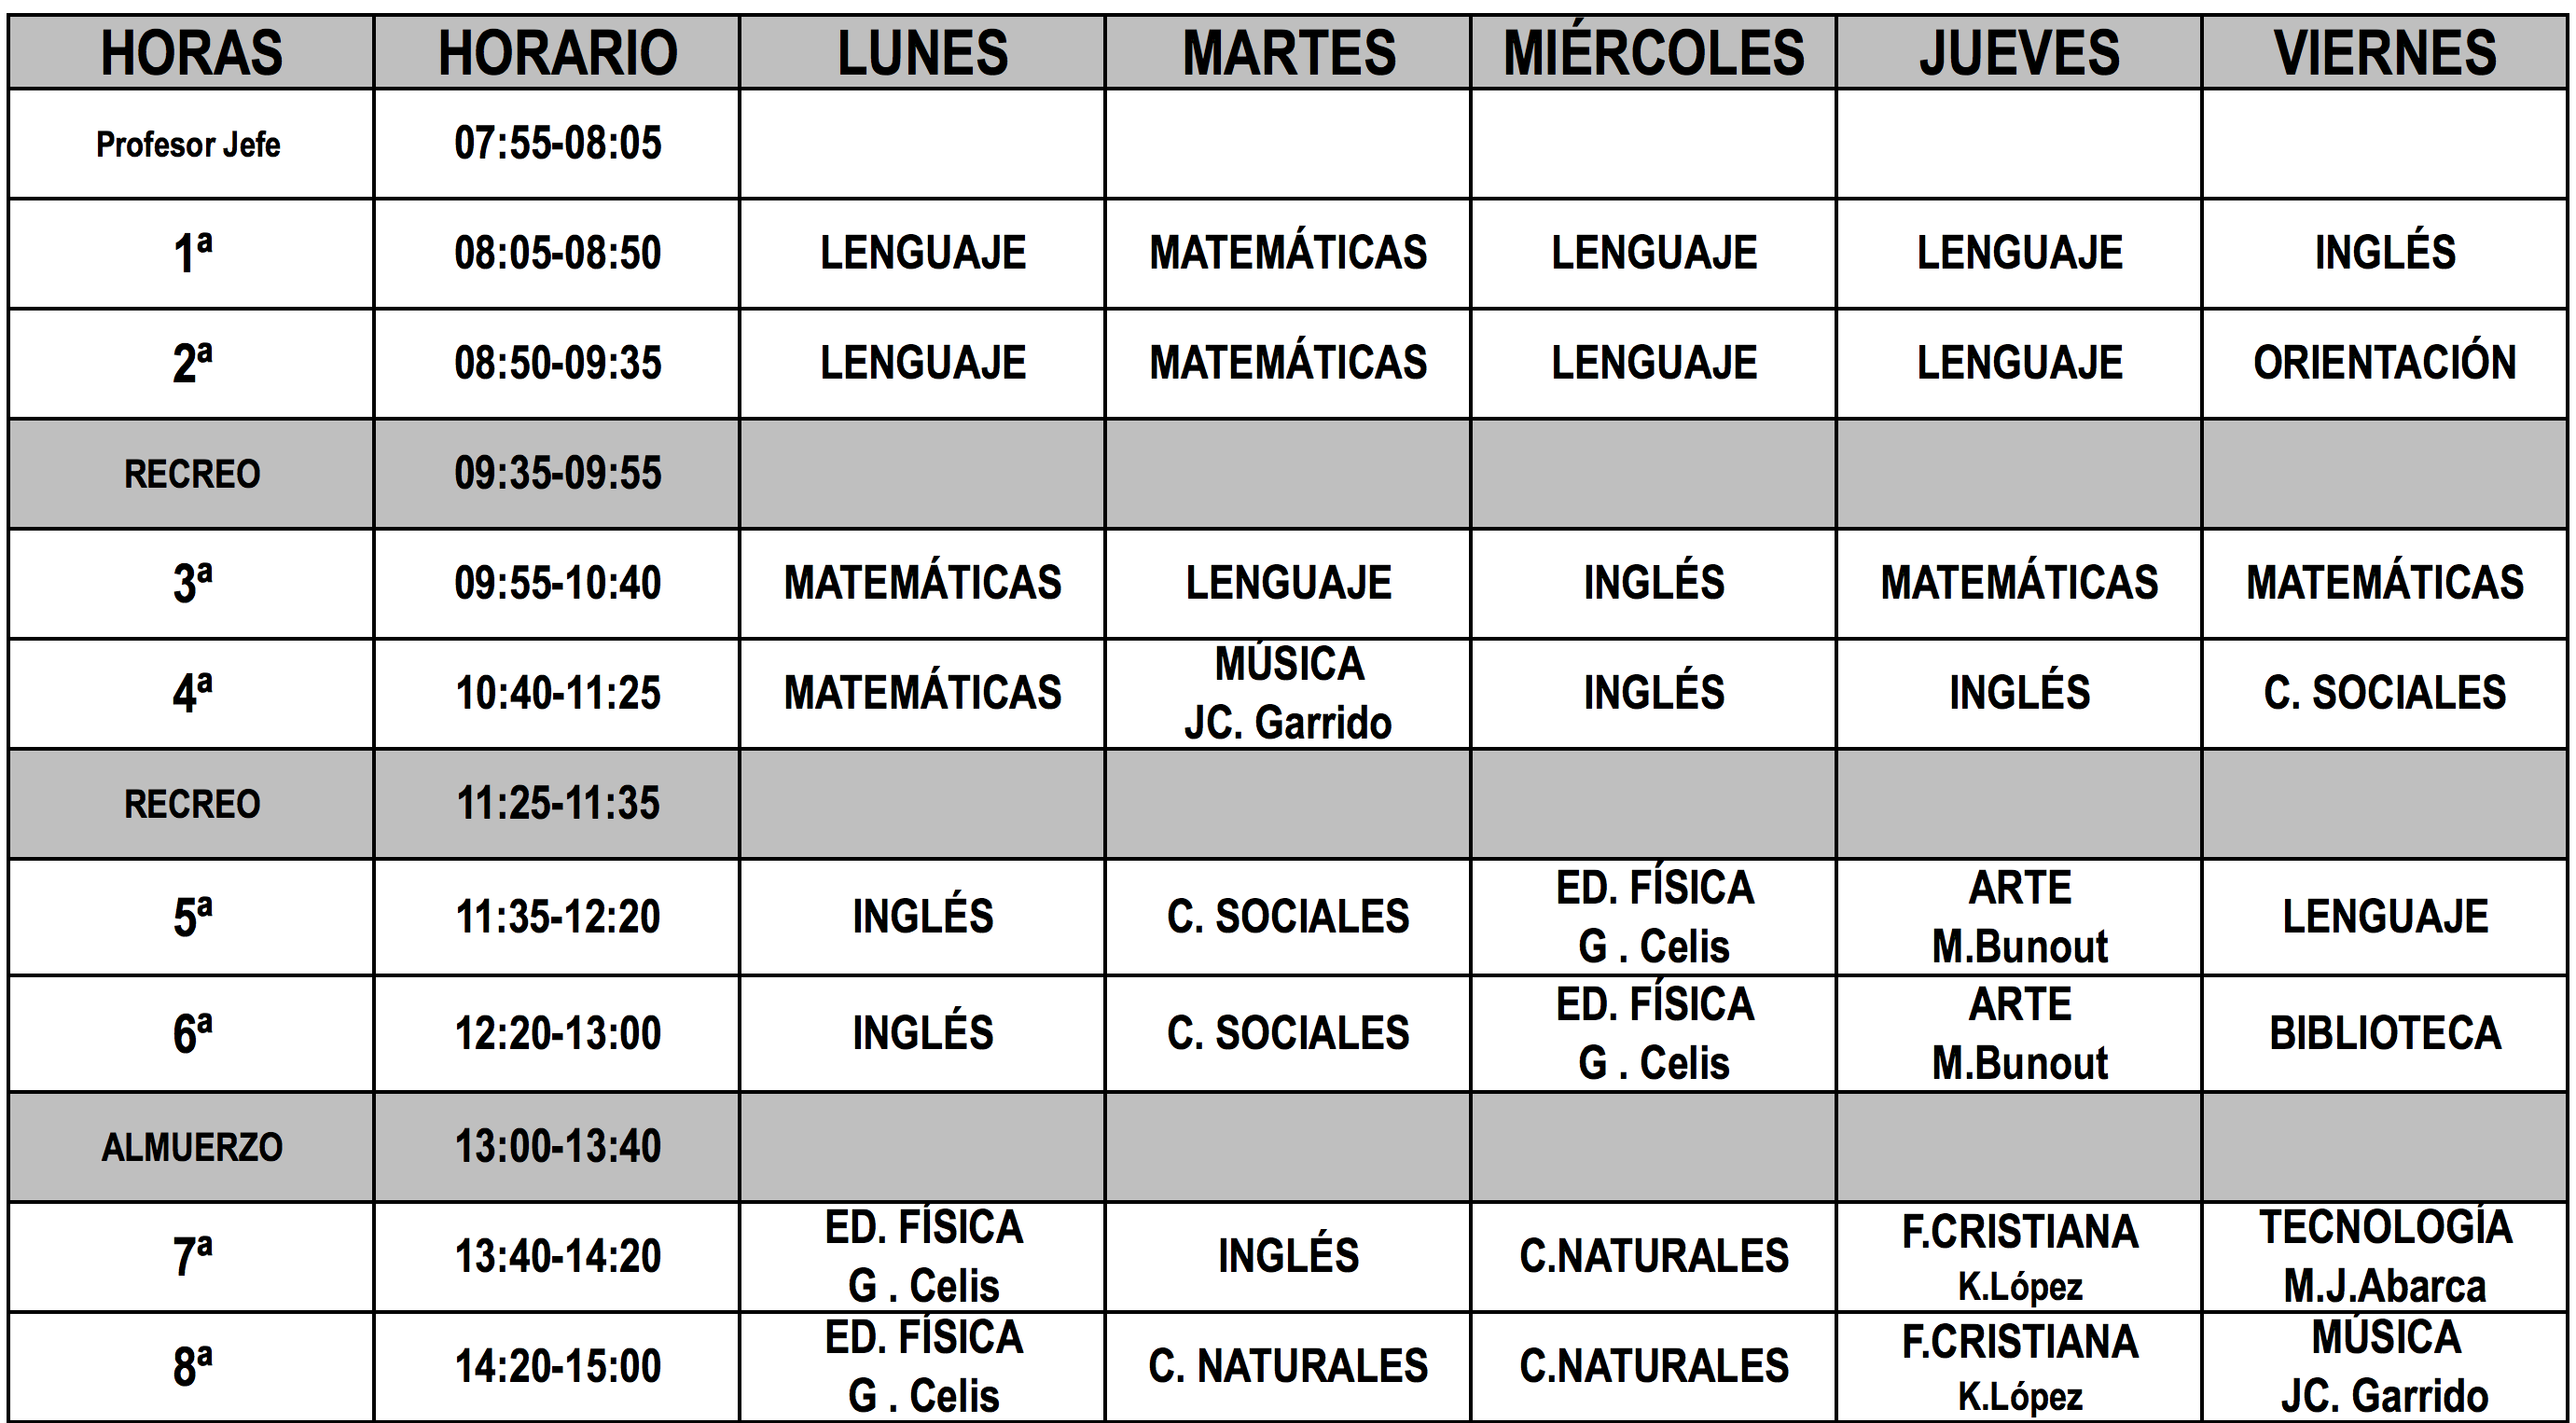 HORAS HORARIO LUNES MARTES MIÉRCOLES JUEVES VIERNES
Profesor Jefe 07:55-08:05
1ª 08:05-08:50 LENGUAJE MATEMÁTICAS LENGUAJE LENGUAJE INGLÉS
2ª 08:50-09:35 LENGUAJE MATEMÁTICAS LENGUAJE LENGUAJE ORIENTACIÓN
RECREO 09:35-09:55
3ª 09:55-10:40 MATEMÁTICAS LENGUAJE INGLÉS MATEMÁTICAS MATEMÁTICAS
4ª 10:40-11:25 MATEMÁTICAS MÚSICA INGLÉS INGLÉS C. SOCIALES
JC. Garrido
RECREO 11:25-11:35
5ª 11:35-12:20 INGLÉS C. SOCIALES ED. FÍSICA ARTE LENGUAJE
G . Celis M.Bunout
6ª 12:20-13:00 INGLÉS C. SOCIALES ED. FÍSICA ARTE BIBLIOTECA
G . Celis M.Bunout
ALMUERZO 13:00-13:40
7ª 13:40-14:20 ED. FÍSICA INGLÉS C.NATURALES F.CRISTIANA TECNOLOGÍA
G . Celis K.López M.J.Abarca
8ª 14:20-15:00 ED. FÍSICA C. NATURALES C.NATURALES F.CRISTIANA MÚSICA
G . Celis K.López JC. Garrido